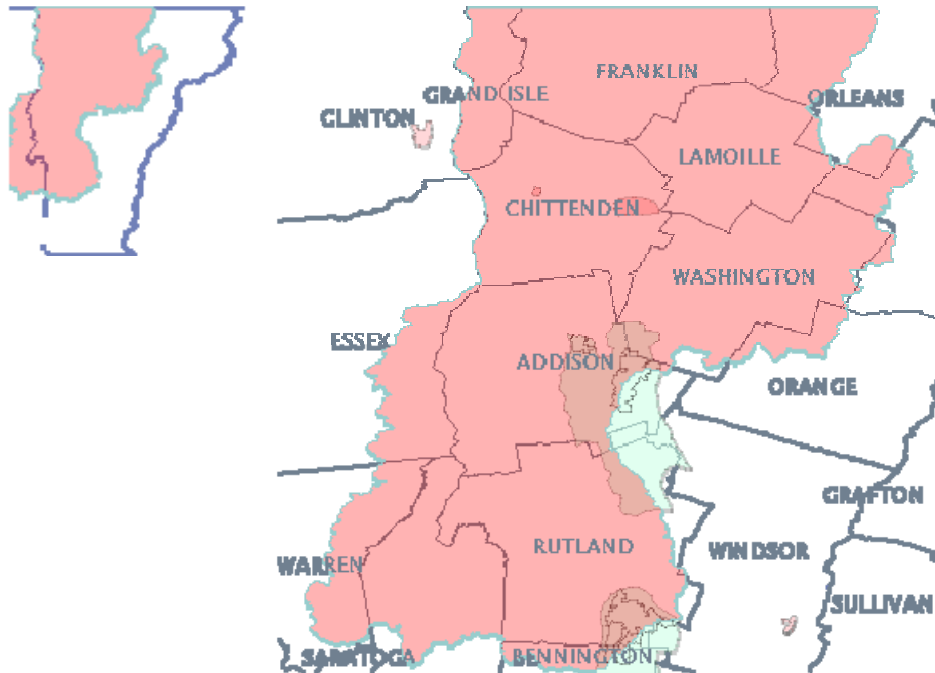 FRANKLIN
GRAND ISLE
ORLEANS
CLINTON
LAMOILLE
CHITTENDEN
WASHINGTON
ESSEX
ADDISON
ORANGE
GRAFTON
RUTLAND
WINDSOR
WARREN
SULLIVAN
SARATOGA
BENNINGTON